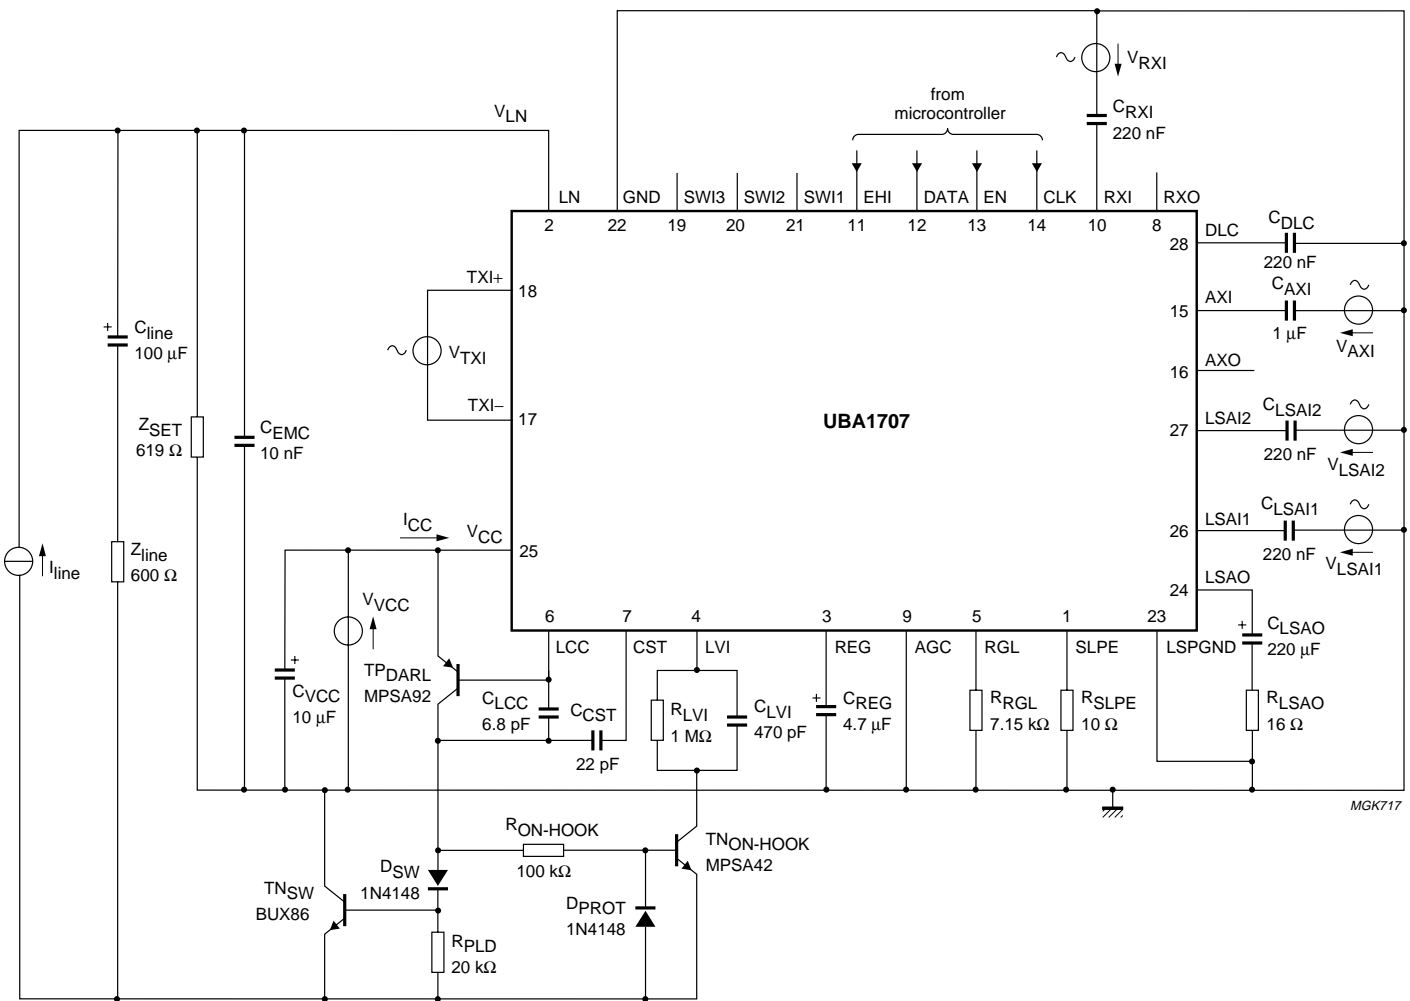 V_RXI
from
microcontroller
C_RXI
220 nF
V_LN
LN
GND
SWI3
SWI2
SWI1
EHI
DATA
EN
CLK
RXI
RXO
2
22
19
20
21
11
12
13
14
10
8
DLC
28
C_DLC
220 nF
TXI+
18
AXI
15
C_AXI
1 µF
V_AXI
C_line
100 µF
+
V_TXI
AXO
16
TXI−
17
Z_SET
619 Ω
C_EMC
10 nF
UBA1707
LSAI2
27
C_LSAI2
220 nF
V_LSAI2
I_CC
V_CC
25
LSAI1
26
C_LSAI1
220 nF
V_LSAI1
I_line
Z_line
600 Ω
LSAO
24
V_VCC
6
7
4
3
9
5
1
23
LCC
CST
LVI
REG
AGC
RGL
SLPE
LSPGND
+
C_LSAO
220 µF
+
C_VCC
10 µF
TP_DARL
MPSA92
C_LCC
6.8 pF
C_CST
22 pF
R_LVI
1 MΩ
C_LVI
470 pF
+
C_REG
4.7 µF
R_RGL
7.15 kΩ
R_SLPE
10 Ω
R_LSAO
16 Ω
MGK717
R_ON-HOOK
100 kΩ
TN_ON-HOOK
MPSA42
D_SW
1N4148
TN_SW
BUX86
D_PROT
1N4148
R_PLD
20 kΩ